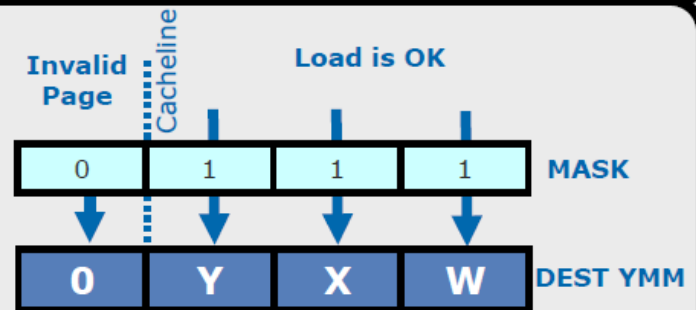 Invalid
Page
Cacheline
Load is OK
0 1 1 1 MASK
0 Y X W DEST YMM